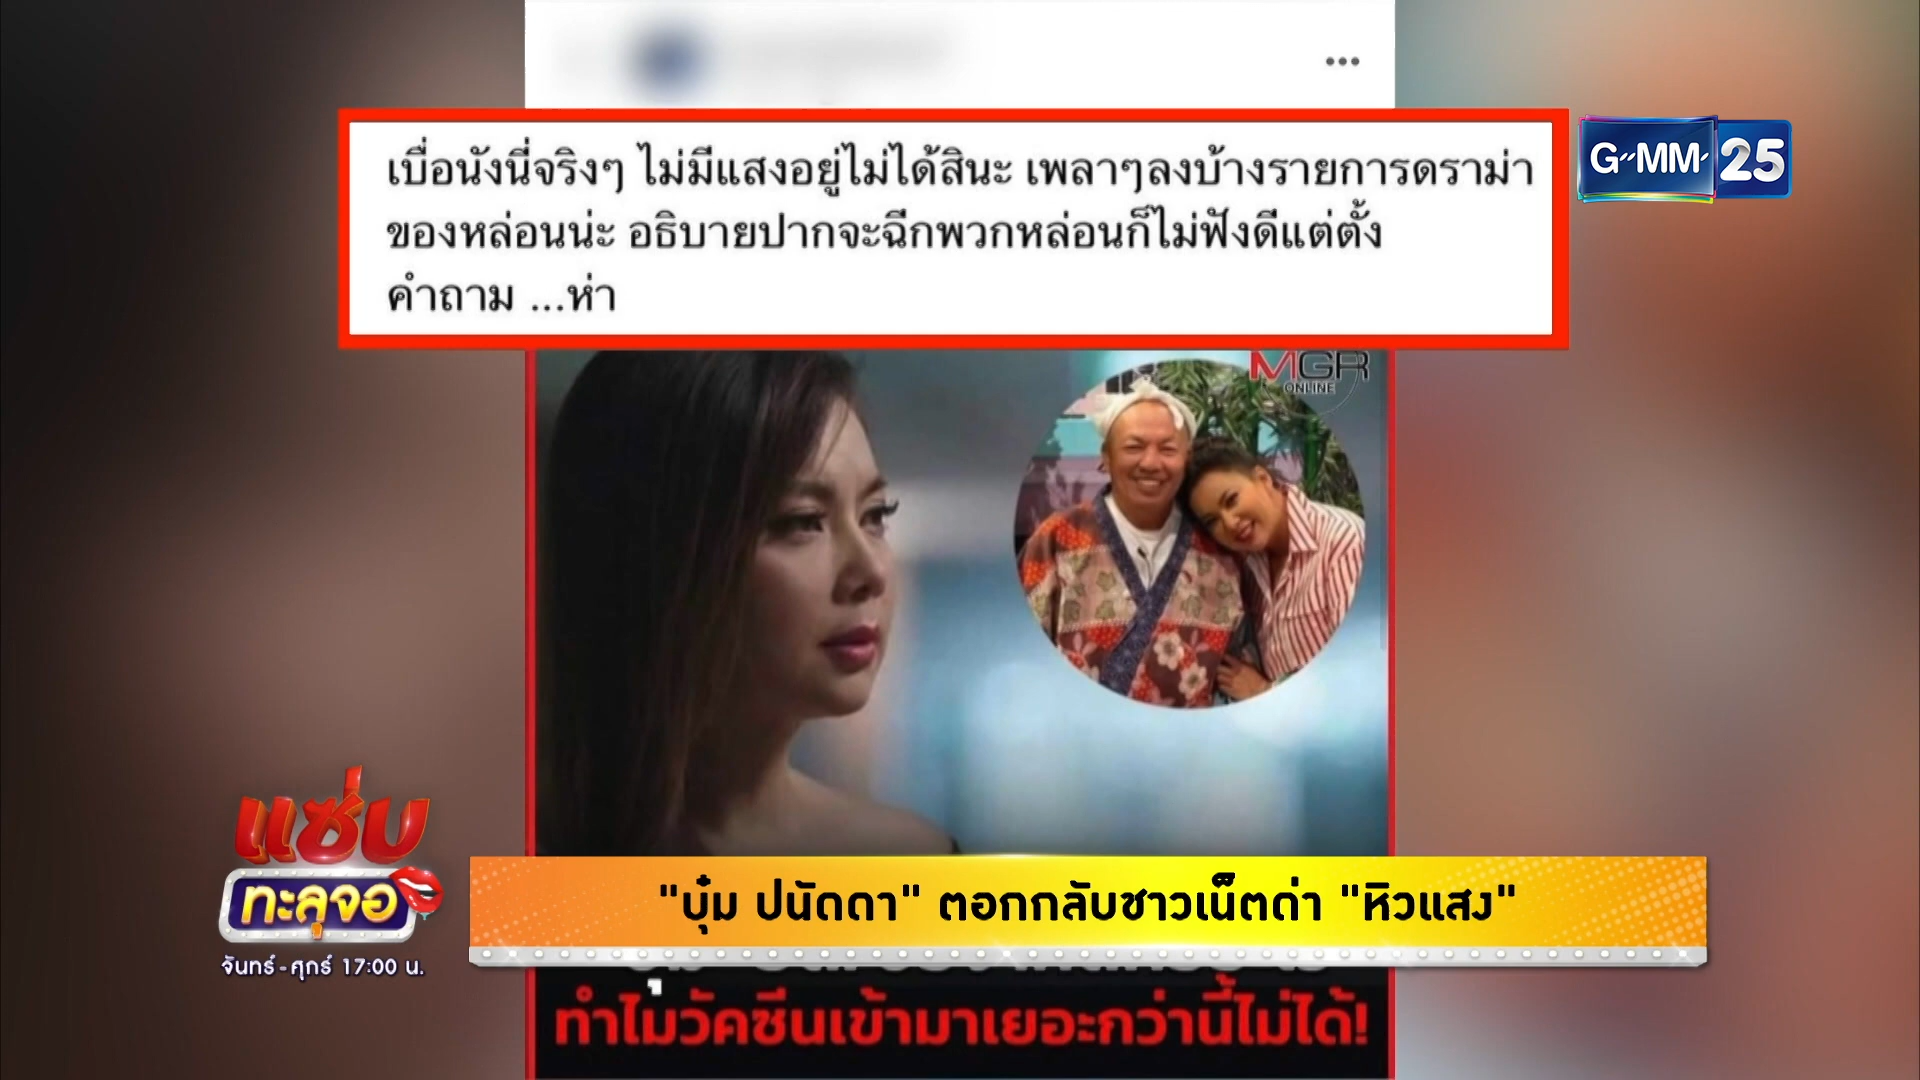 เบื่อนังนี่จริงๆ ไม่มีแสงอยู่ไม่ได้สินะ เพลาๆลงบ้างรายการดราม่า
ของหล่อนน่ะ อธิบายปากจะฉีกพวกหล่อนก็ไม่ฟังดีแต่ตั้ง
คำถาม ...ห่า
GMM 25
MGR
ONLINE
แซ่บ
ทะลุจอ
จันทร์ - ศุกร์ 17:00 น.
"บุ๋ม ปนัดดา" ตอกกลับชาวเน็ตด่า "หิวแสง"
ทำไมวัคซีนเข้ามาเยอะกว่านี้ไม่ได้!